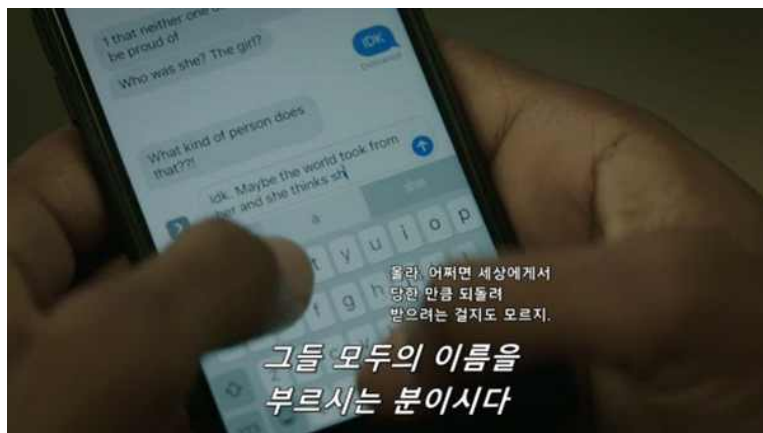 1 that neither one
be proud of
Who was she? The girl?
IDK
Delivered
What kind of person does
that??!
Idk. Maybe the world took from
her and she thinks sh
a
she
t y u i o p
f g h
몰라. 어쩌면 세상에게서
당한 만큼 되돌려
받으려는 걸지도 모르지.
그들 모두의 이름을
부르시는 분이시다